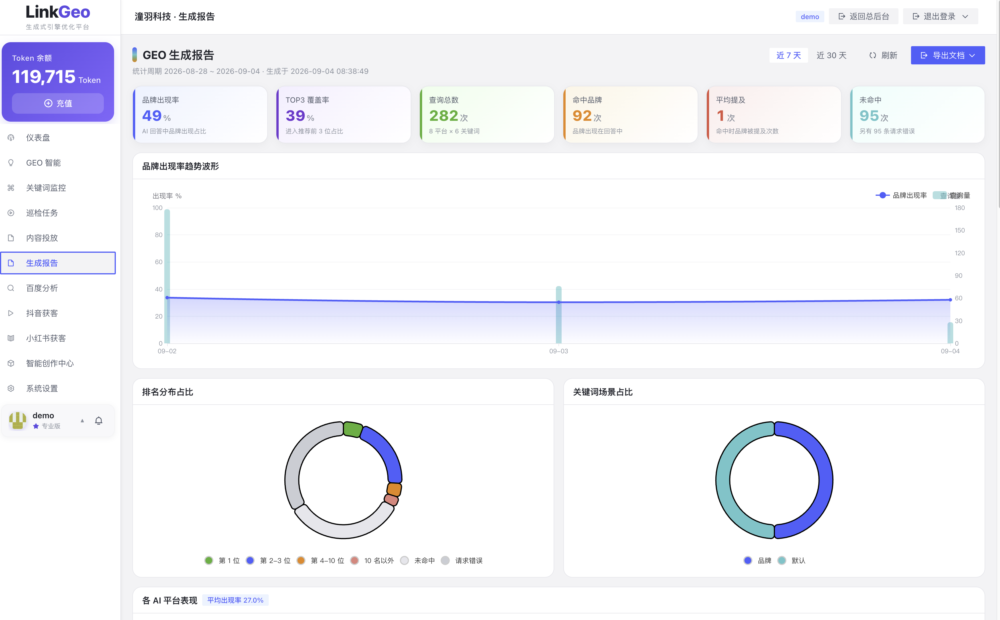 LinkGeo
生成式引擎优化平台
Token 余额
119,715 Token
充值
仪表盘
GEO 智能
关键词监控
巡检任务
内容投放
生成报告
百度分析
抖音获客
小红书获客
智能创作中心
系统设置
demo
专业版
潼羽科技 · 生成报告
demo
返回总后台
退出登录
GEO 生成报告
近 7 天
近 30 天
刷新
导出文档
统计周期 2026-08-28 ~ 2026-09-04 · 生成于 2026-09-04 08:38:49
品牌出现率
49 %
AI 回答中品牌出现占比
TOP3 覆盖率
39 %
进入推荐前 3 位占比
查询总数
282 次
8 平台 × 6 关键词
命中品牌
92 次
品牌出现在回答中
平均提及
1 次
命中时品牌被提及次数
未命中
95 次
另有 95 条请求错误
品牌出现率趋势波形
出现率 %
品牌出现率
查询量
查询量
100
80
60
40
20
0
180
150
120
90
60
30
0
09-02
09-03
09-04
排名分布占比
第 1 位
第 2-3 位
第 4-10 位
10 名以外
未命中
请求错误
关键词场景占比
品牌
默认
各 AI 平台表现
平均出现率 27.0%